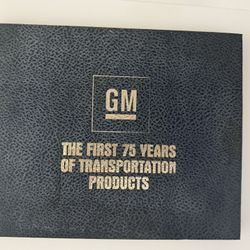 GM
THE FIRST 75 YEARS
OF TRANSPORTATION
PRODUCTS